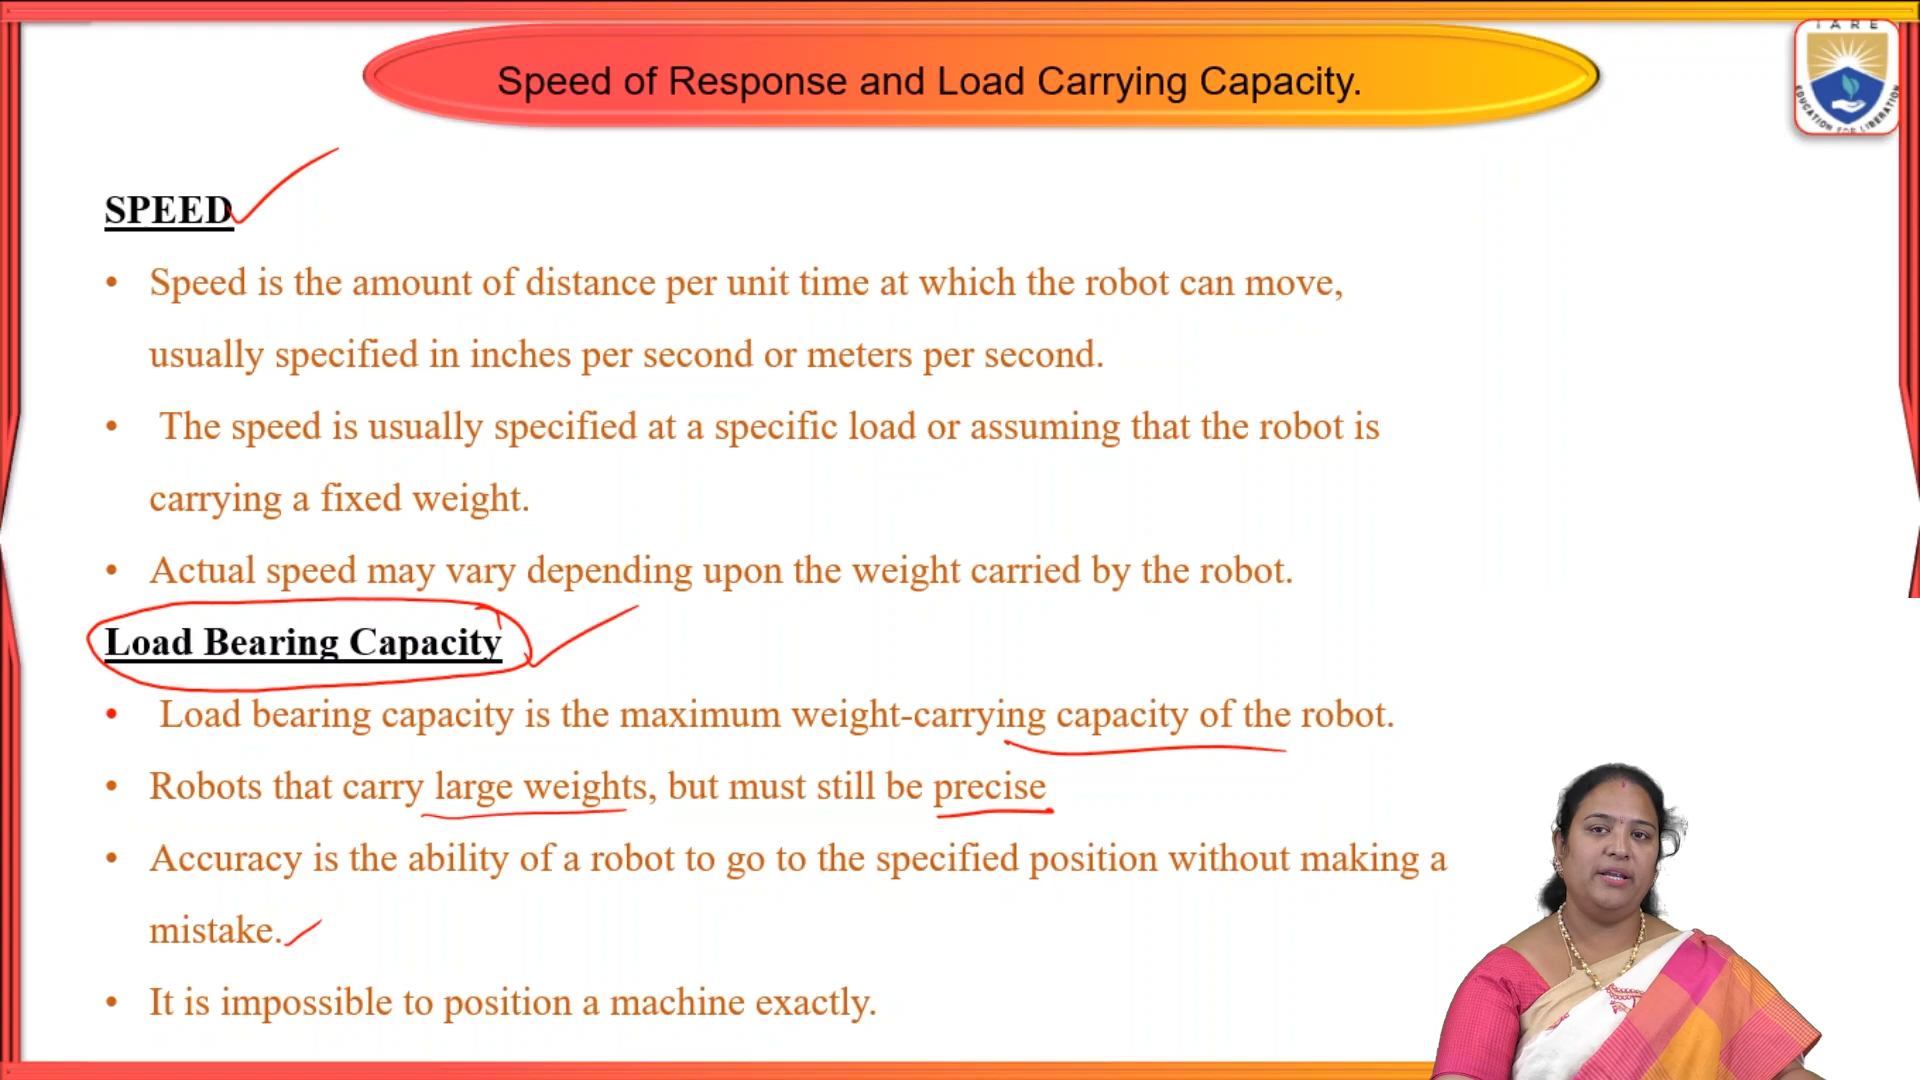 Speed of Response and Load Carrying Capacity.
IARE
EDUCATION FOR LIBERATION
SPEED
• Speed is the amount of distance per unit time at which the robot can move,
usually specified in inches per second or meters per second.
• The speed is usually specified at a specific load or assuming that the robot is
carrying a fixed weight.
• Actual speed may vary depending upon the weight carried by the robot.
Load Bearing Capacity
• Load bearing capacity is the maximum weight-carrying capacity of the robot.
• Robots that carry large weights, but must still be precise
• Accuracy is the ability of a robot to go to the specified position without making a
mistake.
• It is impossible to position a machine exactly.